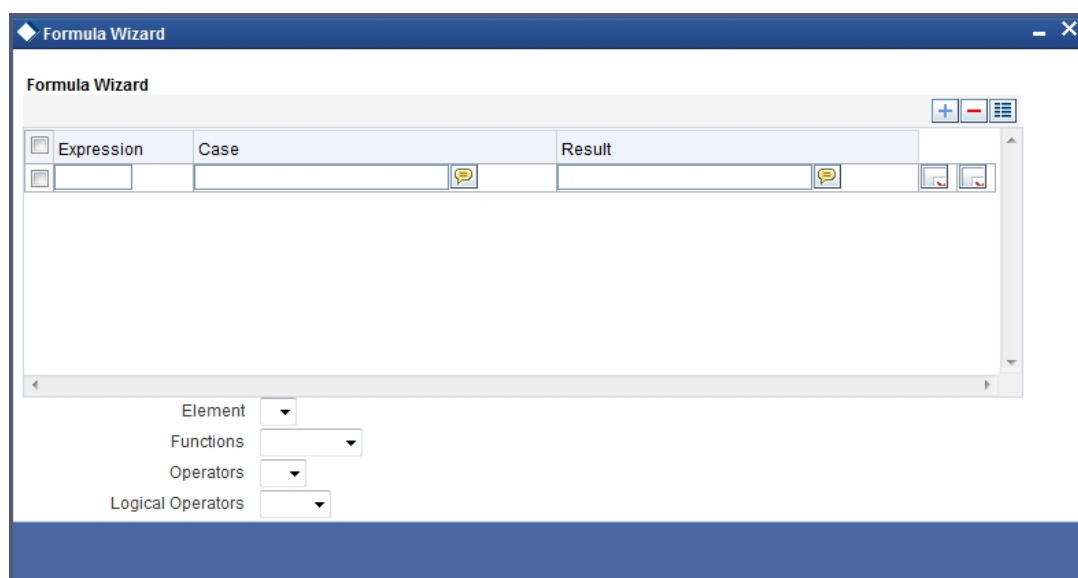 Formula Wizard
Formula Wizard
Expression Case Result
Element
Functions
Operators
Logical Operators